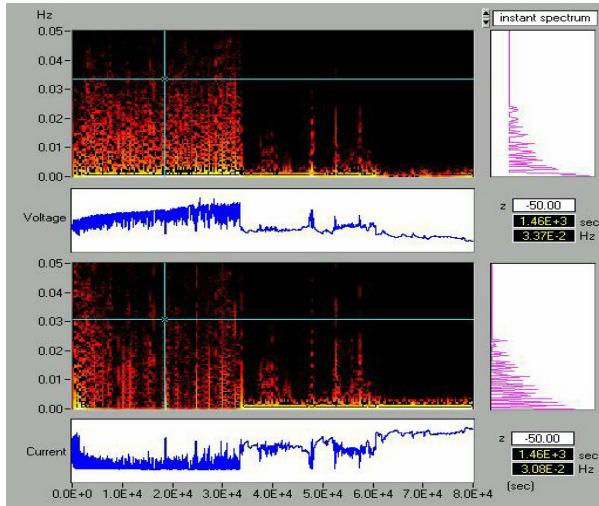 Hz
instant spectrum
0.05-
0.04-
0.03-
0.02-
0.01-
0.00-
Voltage
z -50.00
1.46E+3 sec
3.37E-2 Hz
0.05-
0.04-
0.03-
0.02-
0.01-
0.00-
Current
z -50.00
1.46E+3 sec
3.08E-2 Hz
0.0E+0 1.0E+4 2.0E+4 3.0E+4 4.0E+4 5.0E+4 6.0E+4 7.0E+4 8.0E+4
(sec)